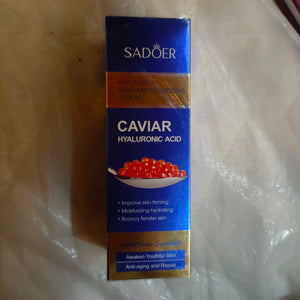 SADOER
ANTI-AGING
REPAIR MOISTURIZING
LOTION
CAVIAR
HYALURONIC ACID
• Improve skin firming
• Moisturizing hydrating
• Bouncy tender skin
Awaken Youthful Skin
Anti-aging and Repair